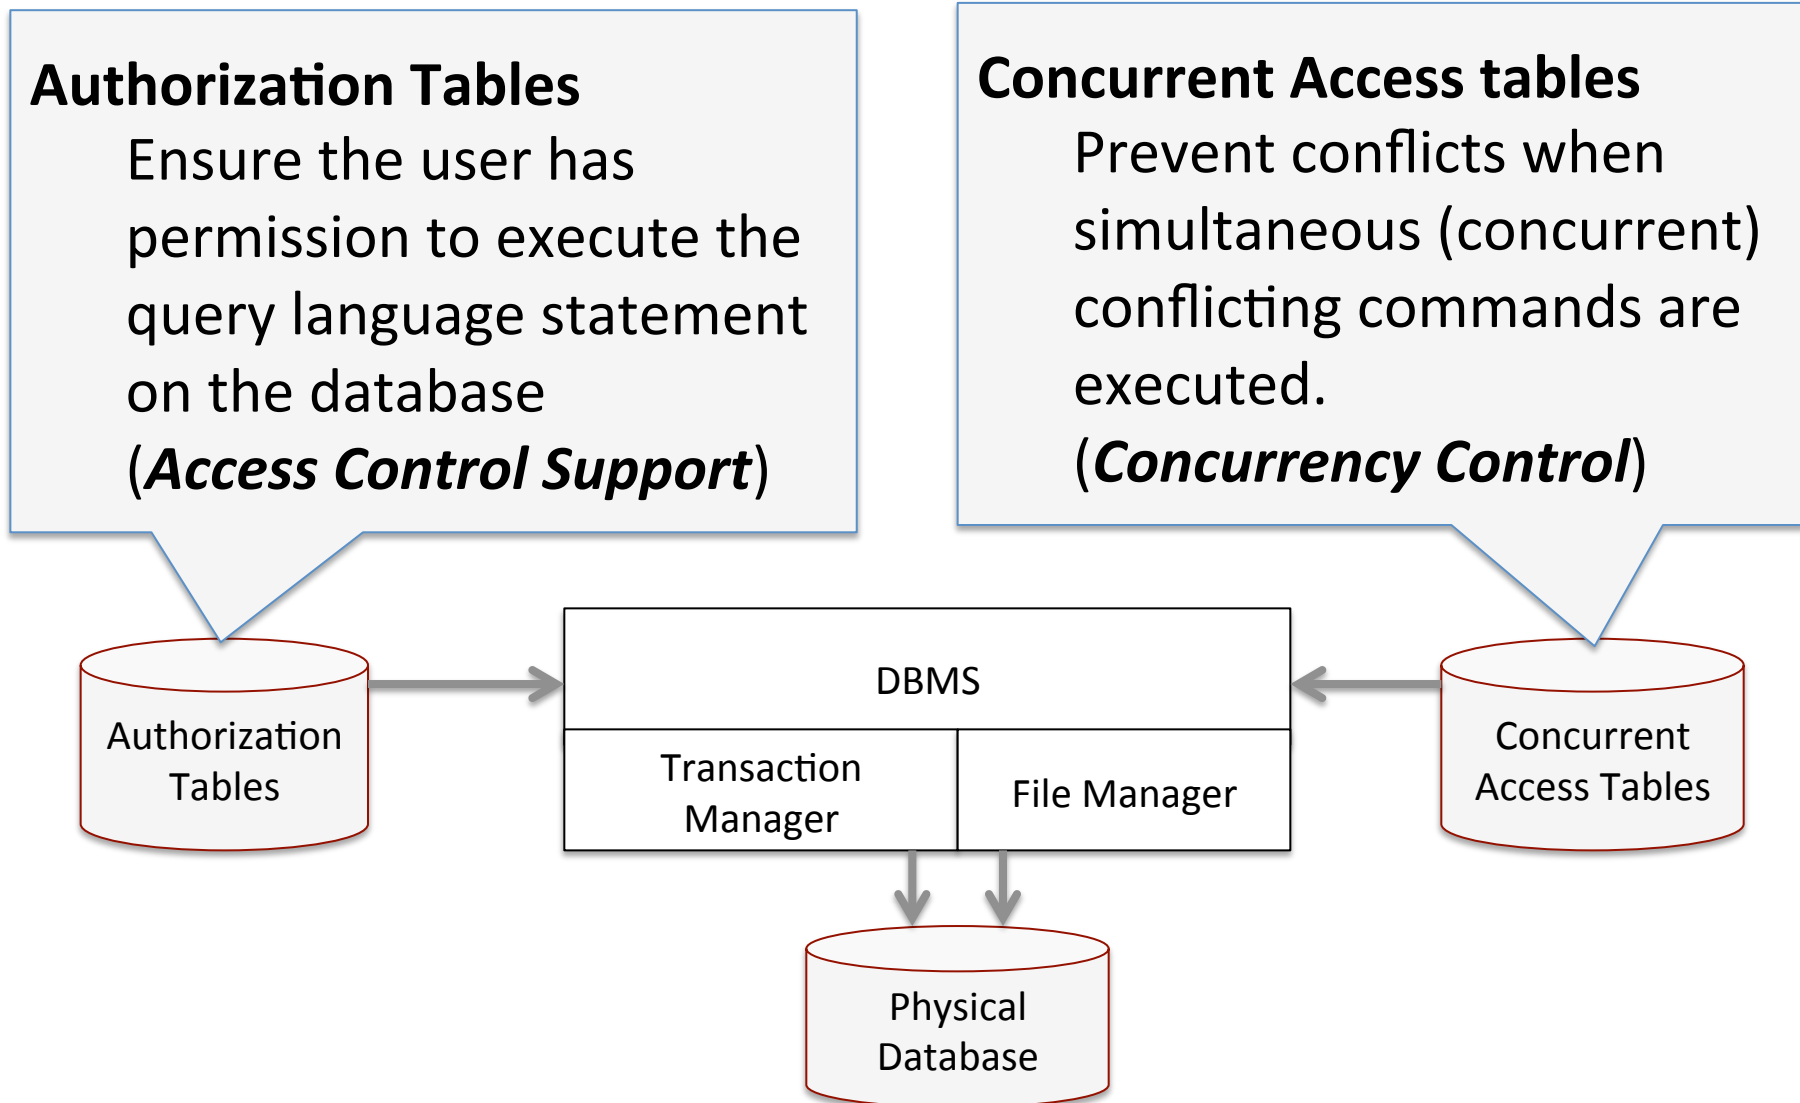 Authorization Tables
Ensure the user has
permission to execute the
query language statement
on the database
(Access Control Support)
Concurrent Access tables
Prevent conflicts when
simultaneous (concurrent)
conflicting commands are
executed.
(Concurrency Control)
Authorization
Tables
DBMS
Transaction
Manager
File Manager
Concurrent
Access Tables
Physical
Database